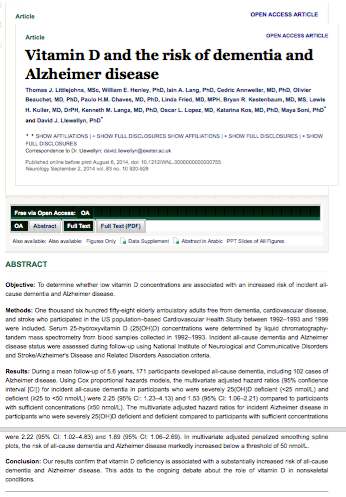 Article
OPEN ACCESS ARTICLE
Article
OPEN ACCESS ARTICLE
Vitamin D and the risk of dementia and
Alzheimer disease
Thomas J. Littlejohns, MSc, William E. Henley, PhD, Iain A. Lang, PhD, Cedric Annweiler, MD, PhD, Olivier
Beauchet, MD, PhD, Paulo H.M. Chaves, MD, PhD, Linda Fried, MD, MPH, Bryan R. Kestenbaum, MD, MS, Lewis
H. Kuller, MD, DrPH, Kenneth M. Langa, MD, PhD, Oscar L. Lopez, MD, Katarina Kos, MD, PhD, Maya Soni, PhD*
and David J. Llewellyn, PhD*
* * SHOW AFFILIATIONS | + SHOW FULL DISCLOSURES SHOW AFFILIATIONS | + SHOW FULL DISCLOSURES | + SHOW
FULL DISCLOSURES
Correspondence to Dr. Llewellyn: david.llewellyn@exeter.ac.uk
Published online before print August 6, 2014, doi: 10.1212/WNL.0000000000000755
Neurology September 2, 2014 vol. 83 no. 10 920-928
Free via Open Access: OA
OA Abstract Full Text Full Text (PDF)
Also available: Also available: Figures Only Data Supplement Abstract in Arabic PPT Slides of All Figures
ABSTRACT
Objective: To determine whether low vitamin D concentrations are associated with an increased risk of incident all-
cause dementia and Alzheimer disease.
Methods: One thousand six hundred fifty-eight elderly ambulatory adults free from dementia, cardiovascular disease,
and stroke who participated in the US population-based Cardiovascular Health Study between 1992–1993 and 1999
were included. Serum 25-hydroxyvitamin D (25(OH)D) concentrations were determined by liquid chromatography-
tandem mass spectrometry from blood samples collected in 1992–1993. Incident all-cause dementia and Alzheimer
disease status were assessed during follow-up using National Institute of Neurological and Communicative Disorders
and Stroke/Alzheimer's Disease and Related Disorders Association criteria.
Results: During a mean follow-up of 5.6 years, 171 participants developed all-cause dementia, including 102 cases of
Alzheimer disease. Using Cox proportional hazards models, the multivariate adjusted hazard ratios (95% confidence
interval [CI]) for incident all-cause dementia in participants who were severely 25(OH)D deficient (<25 nmol/L) and
deficient (≥25 to <50 nmol/L) were 2.25 (95% CI: 1.23–4.13) and 1.53 (95% CI: 1.06–2.21) compared to participants
with sufficient concentrations (≥50 nmol/L). The multivariate adjusted hazard ratios for incident Alzheimer disease in
participants who were severely 25(OH)D deficient and deficient compared to participants with sufficient concentrations
were 2.22 (95% CI: 1.02–4.83) and 1.69 (95% CI: 1.06–2.69). In multivariate adjusted penalized smoothing spline
plots, the risk of all-cause dementia and Alzheimer disease markedly increased below a threshold of 50 nmol/L.
Conclusion: Our results confirm that vitamin D deficiency is associated with a substantially increased risk of all-cause
dementia and Alzheimer disease. This adds to the ongoing debate about the role of vitamin D in nonskeletal
conditions.